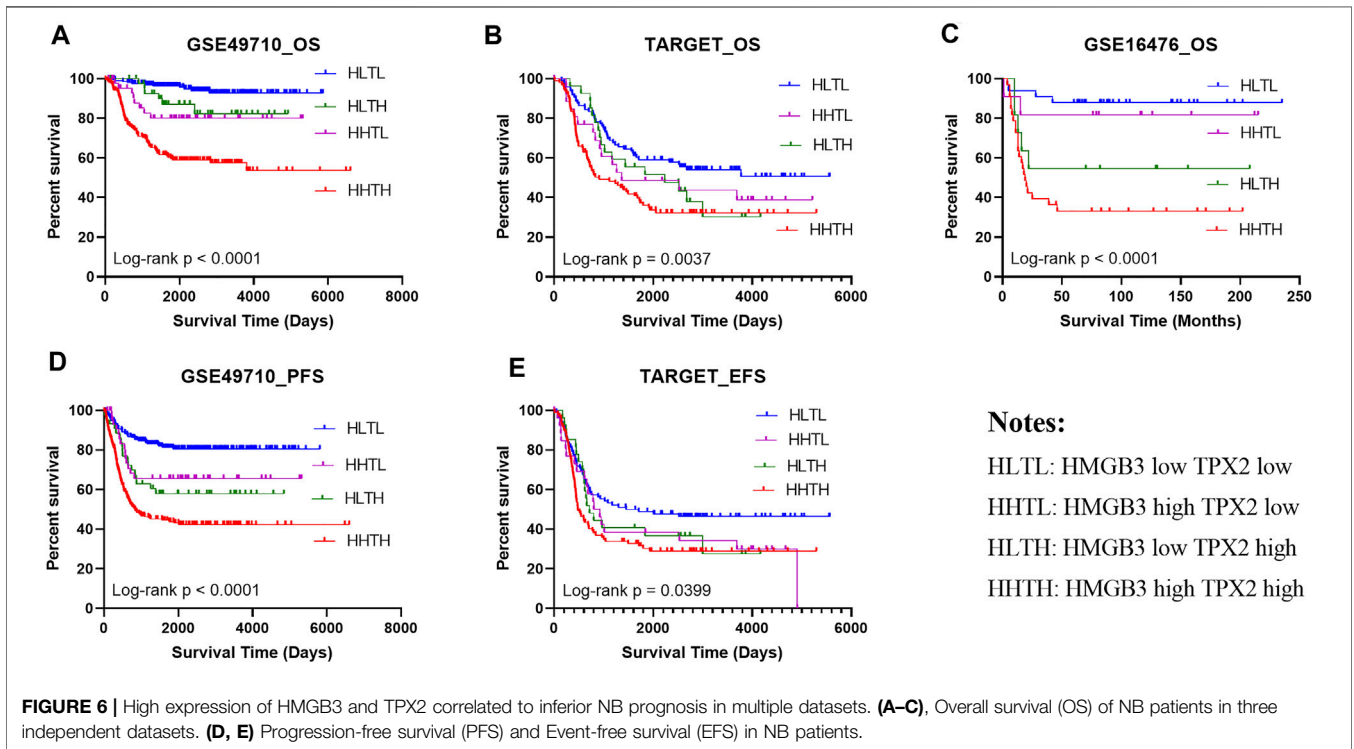 A
GSE49710_OS
Percent survival
100
80
60
40
20
0
0 2000 4000 6000 8000
Survival Time (Days)
HLTL
HLTH
HHTL
HHTH
Log-rank p < 0.0001
B
TARGET_OS
Percent survival
100
80
60
40
20
0
0 2000 4000 6000
Survival Time (Days)
HLTL
HHTL
HLTH
HHTH
Log-rank p = 0.0037
C
GSE16476_OS
Percent survival
100
80
60
40
20
0
0 50 100 150 200 250
Survival Time (Months)
HLTL
HHTL
HLTH
HHTH
Log-rank p < 0.0001
D
GSE49710_PFS
Percent survival
100
80
60
40
20
0
0 2000 4000 6000 8000
Survival Time (Days)
HLTL
HHTL
HLTH
HHTH
Log-rank p < 0.0001
E
TARGET_EFS
Percent survival
100
80
60
40
20
0
0 2000 4000 6000
Survival Time (Days)
HLTL
HHTL
HLTH
HHTH
Log-rank p = 0.0399
Notes:
HLTL: HMGB3 low TPX2 low
HHTL: HMGB3 high TPX2 low
HLTH: HMGB3 low TPX2 high
HHTH: HMGB3 high TPX2 high
FIGURE 6 | High expression of HMGB3 and TPX2 correlated to inferior NB prognosis in multiple datasets. (A–C), Overall survival (OS) of NB patients in three
independent datasets. (D, E) Progression-free survival (PFS) and Event-free survival (EFS) in NB patients.